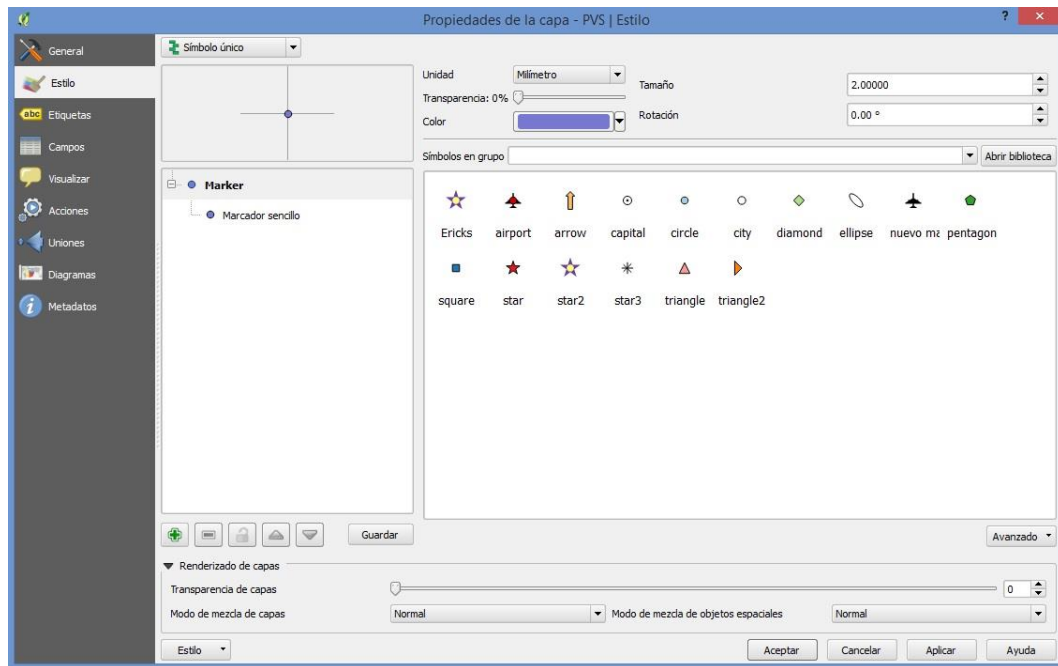 Propiedades de la capa - PVS | Estilo
?
General
Estilo
abc Etiquetas
Campos
Visualizar
Acciones
Uniones
Diagramas
Metadatos
Símbolo único
Unidad Milímetro
Transparencia: 0%
Color
Tamaño 2.00000
Rotación 0.00 °
Símbolos en grupo Abrir biblioteca
Marker
Marcador sencillo
Ericks airport arrow capital circle city diamond ellipse nuevo ma pentagon
square star star2 star3 triangle triangle2
Guardar
Avanzado
Renderizado de capas
Transparencia de capas 0
Modo de mezcla de capas Normal Modo de mezcla de objetos espaciales Normal
Estilo Aceptar Cancelar Aplicar Ayuda